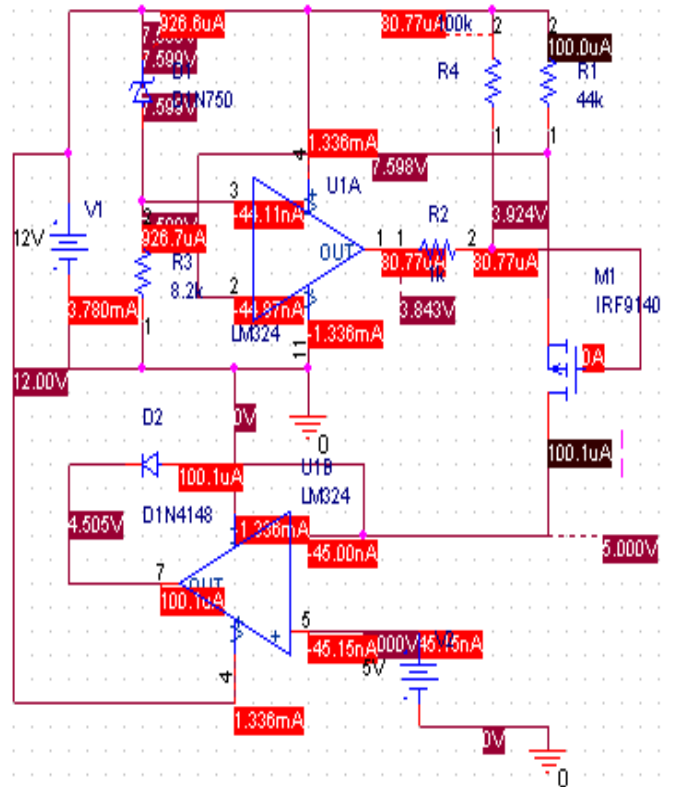 926.6uA
80.77uA
100k
2
2
100.0uA
7.599V
D1
R4
R1
D1N750
44k
7.599V
1
1
1.336mA
4
7.598V
3
U1A
-44.11nA
V1
R2
3.924V
12V
926.7uA
OUT
1
1
2
R3
80.77uA
1k
80.77uA
M1
8.2k
2
-44.97nA
IRF9140
3.780mA
LM324
3.843V
1
-1.336mA
11
0A
12.00V
D2
0V
0
100.1uA
U1B
100.1uA
LM324
D1N4148
4.505V
-1.336mA
-45.00nA
5.000V
7
OUT
100.1uA
5
+
-45.15nA
V2
5V
4
1.336mA
0V
0